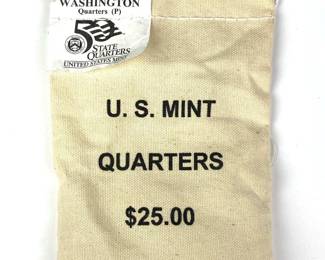 WASHINGTON
Quarters (P)
50
STATE
QUARTERS
UNITED STATES MINT
U. S. MINT
QUARTERS
$25.00